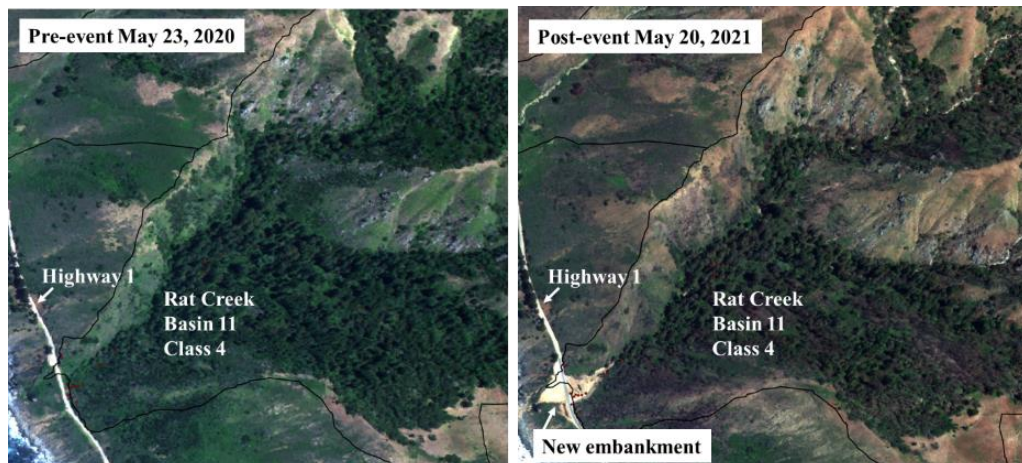 Pre-event May 23, 2020
Highway 1
Rat Creek
Basin 11
Class 4
Post-event May 20, 2021
Highway 1
Rat Creek
Basin 11
Class 4
New embankment